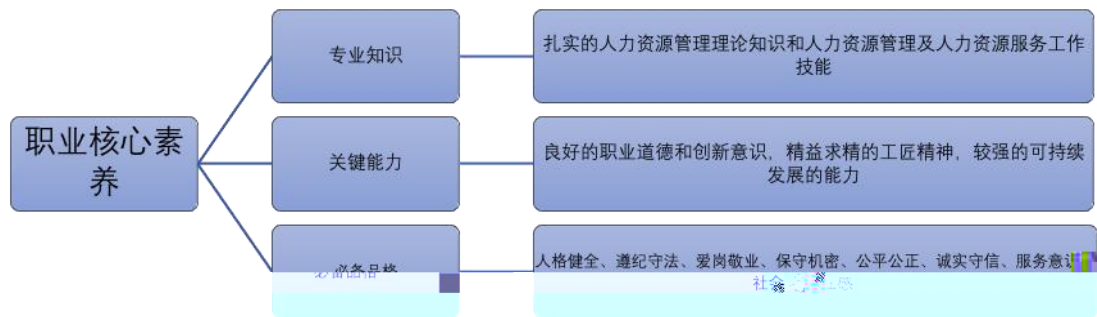 专业知识
扎实的人力资源管理理论知识和人力资源管理及人力资源服务工作
技能
职业核心素
养
关键能力
良好的职业道德和创新意识，精益求精的工匠精神，较强的可持续
发展的能力
必备品格
人格健全、遵纪守法、爱岗敬业、保守机密、公平公正、诚实守信、服务意识
社会